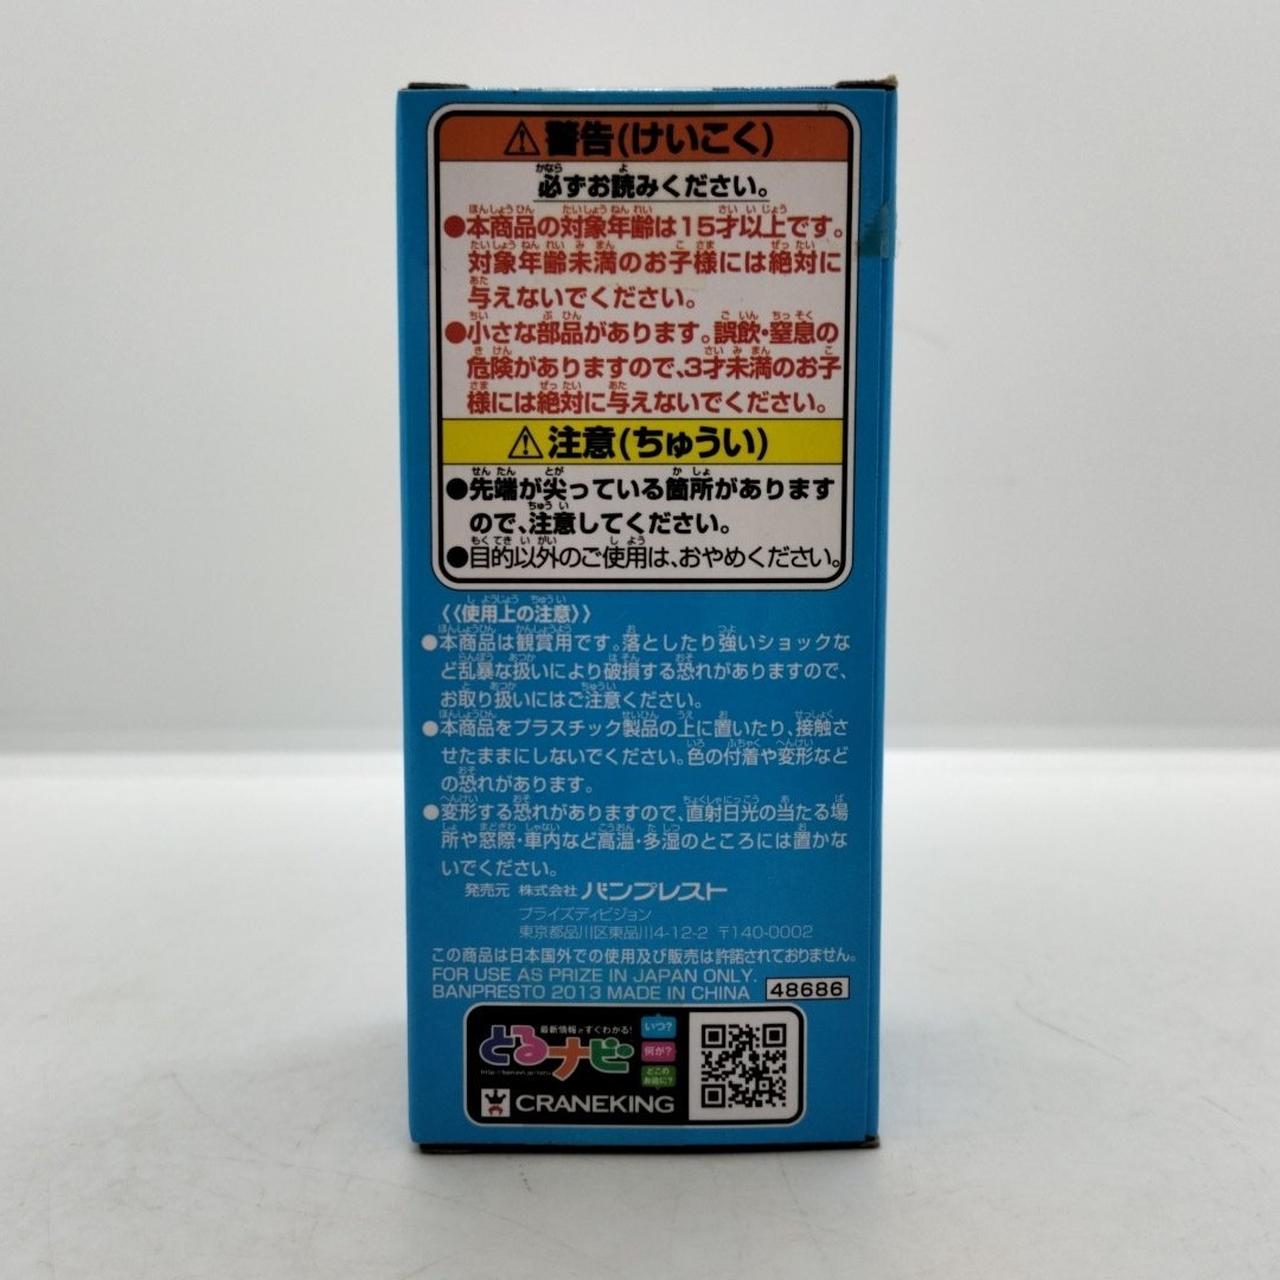 ⚠警告(けいこく)
必ずお読みください。
●本商品の対象年齢は15才以上です。
対象年齢未満のお子様には絶対に
与えないでください。
●小さな部品があります。誤飲・窒息の
危険がありますので、3才未満のお子
様には絶対に与えないでください。
⚠注意(ちゅうい)
●先端が尖っている箇所があります
ので、注意してください。
●目的以外のご使用は、おやめください。
《使用上の注意》
●本商品は観賞用です。落としたり強いショックな
ど乱暴な扱いにより破損する恐れがありますので、
お取り扱いにはご注意ください。
●本商品をプラスチック製品の上に置いたり、接触さ
せたままにしないでください。色の付着や変形など
の恐れがあります。
●変形する恐れがありますので、直射日光の当たる場
所や窓際・車内など高温・多湿のところには置かな
いでください。
発売元 株式会社 バンプレスト
プライズディビジョン
東京都品川区東品川4-12-2 〒140-0002
この商品は日本国外での使用及び販売は許諾されておりません。
FOR USE AS PRIZE IN JAPAN ONLY.
BANPRESTO 2013 MADE IN CHINA 48686
最新情報がすぐわかる!
とるナビ
いつ?
何が?
どこの
お店に?
CRANEKING